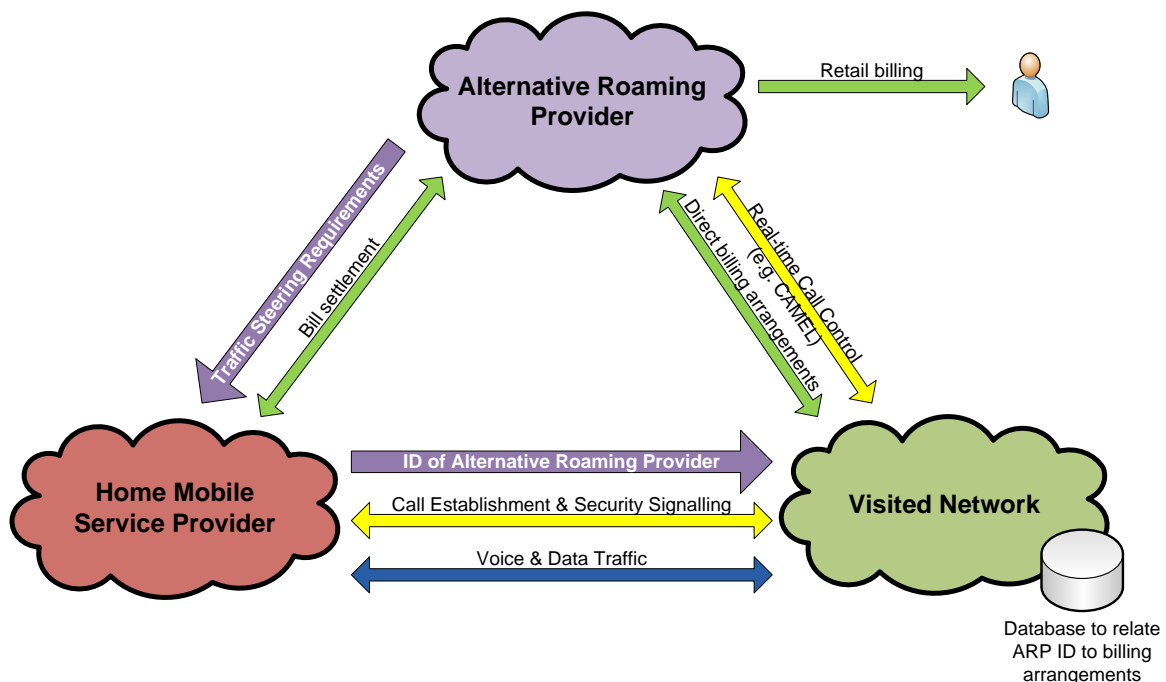 Alternative Roaming
Provider
Retail billing
Traffic Steering Requirements
Bill settlement
Direct billing arrangements
Real-time Call Control
(e.g. CAMEL)
Home Mobile
Service Provider
ID of Alternative Roaming Provider
Call Establishment & Security Signalling
Voice & Data Traffic
Visited Network
Database to relate
ARP ID to billing
arrangements